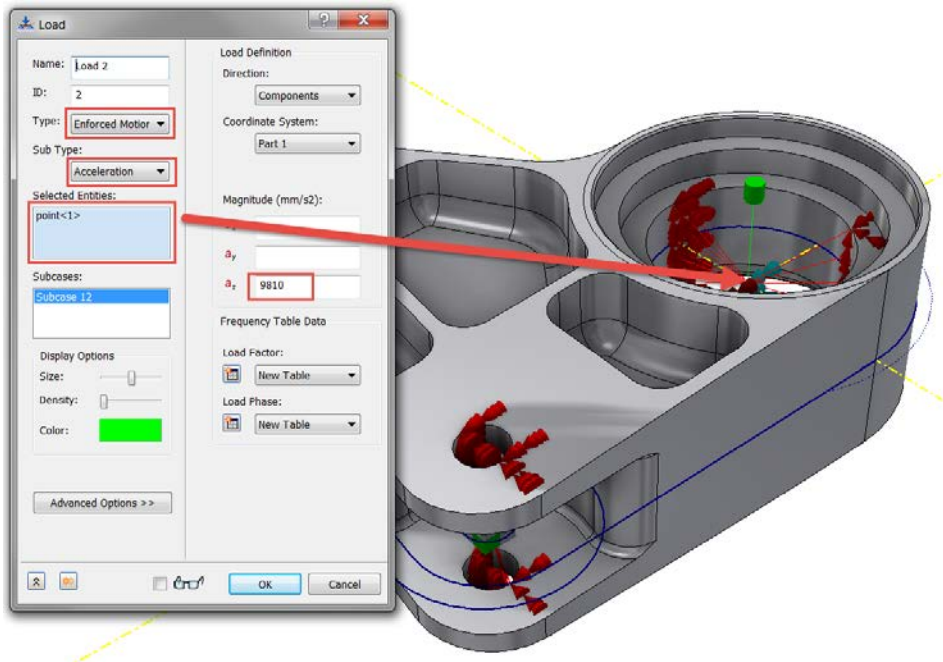 Load
Name: Load 2
ID: 2
Type: Enforced Motior
Sub Type:
Acceleration
Selected Entities:
point<1>
Subcases:
Subcase 12
Display Options
Size:
Density:
Color:
Advanced Options >>
Load Definition
Direction:
Components
Coordinate System:
Part 1
Magnitude (mm/s2):
ay
az 9810
Frequency Table Data
Load Factor:
New Table
Load Phase:
New Table
OK Cancel